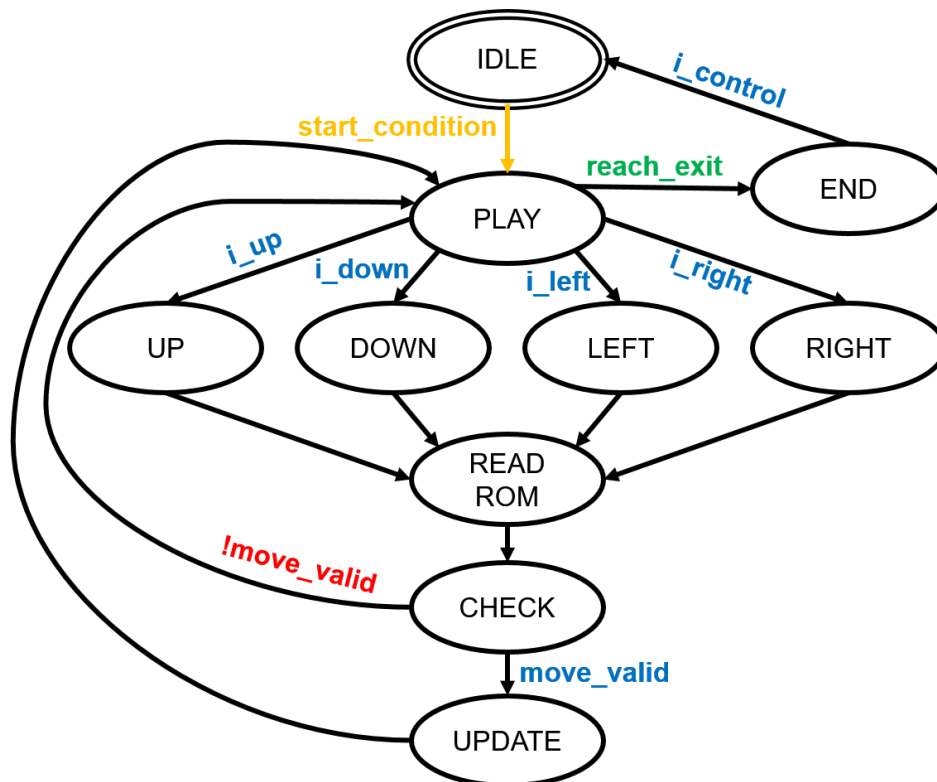 IDLE
i_control
start_condition
reach_exit
END
PLAY
i_up
i_down
i_left
i_right
UP
DOWN
LEFT
RIGHT
READ
ROM
!move_valid
CHECK
move_valid
UPDATE